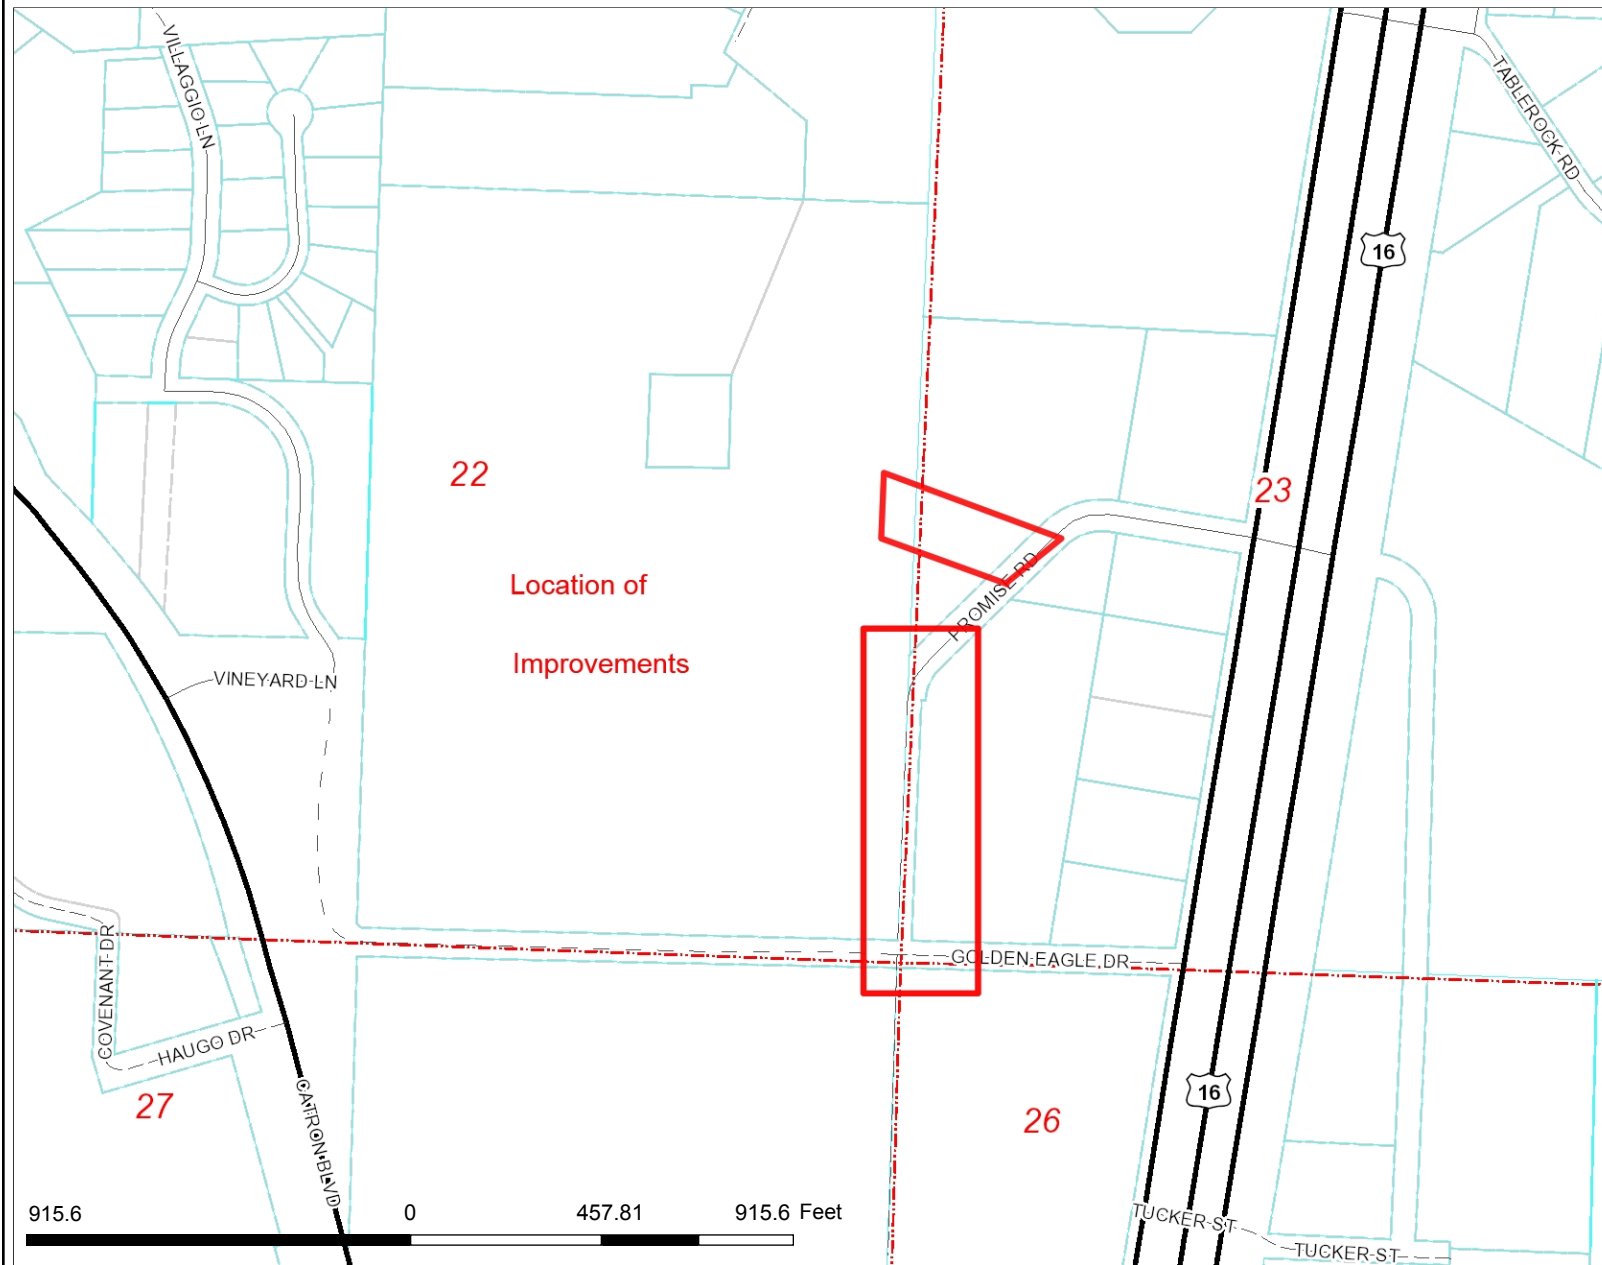 VILLAGGIO LN
TABLEROCK RD
16
22
23
Location of
Improvements
PROMISE RD
VINEYARD LN
COVENANT DR
GOLDEN EAGLE DR
HAUGO DR
27
CATRON BLVD
26
16
TUCKER ST
TUCKER ST
915.6 0 457.81 915.6 Feet